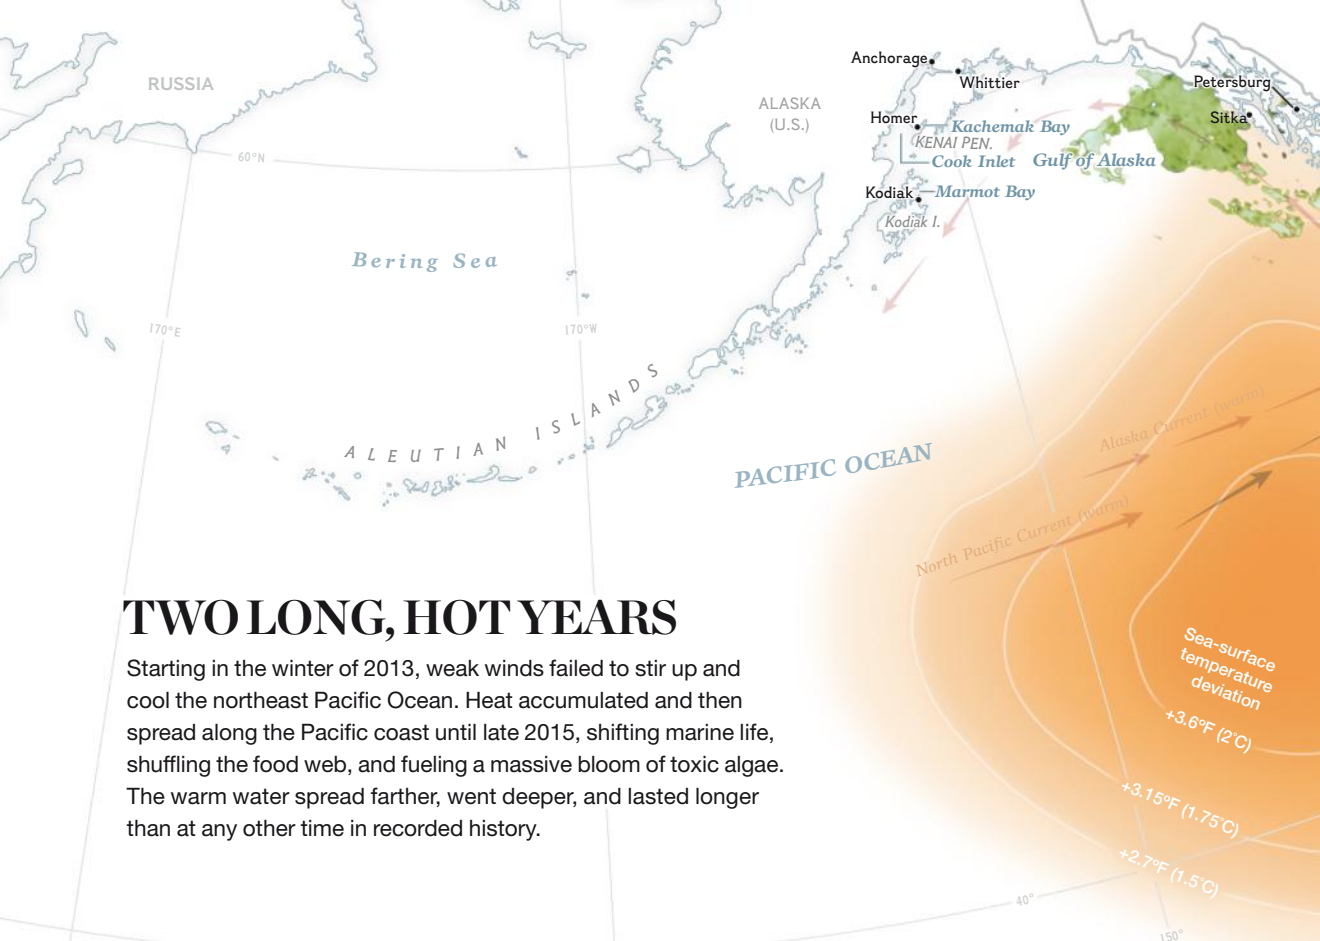 RUSSIA
ALASKA
(U.S.)
Anchorage
Whittier
Petersburg
Sitka
Homer
Kachemak Bay
KENAI PEN.
Cook Inlet
Gulf of Alaska
Kodiak
Marmot Bay
Kodiak I.
60°N
Bering Sea
170°E
170°W
ALEUTIAN ISLANDS
PACIFIC OCEAN
Alaska Current (warm)
North Pacific Current (warm)
TWO LONG, HOT YEARS
Starting in the winter of 2013, weak winds failed to stir up and
cool the northeast Pacific Ocean. Heat accumulated and then
spread along the Pacific coast until late 2015, shifting marine life,
shuffling the food web, and fueling a massive bloom of toxic algae.
The warm water spread farther, went deeper, and lasted longer
than at any other time in recorded history.
Sea-surface
temperature
deviation
+3.6°F (2°C)
+3.15°F (1.75°C)
+2.7°F (1.5°C)
40°
150°